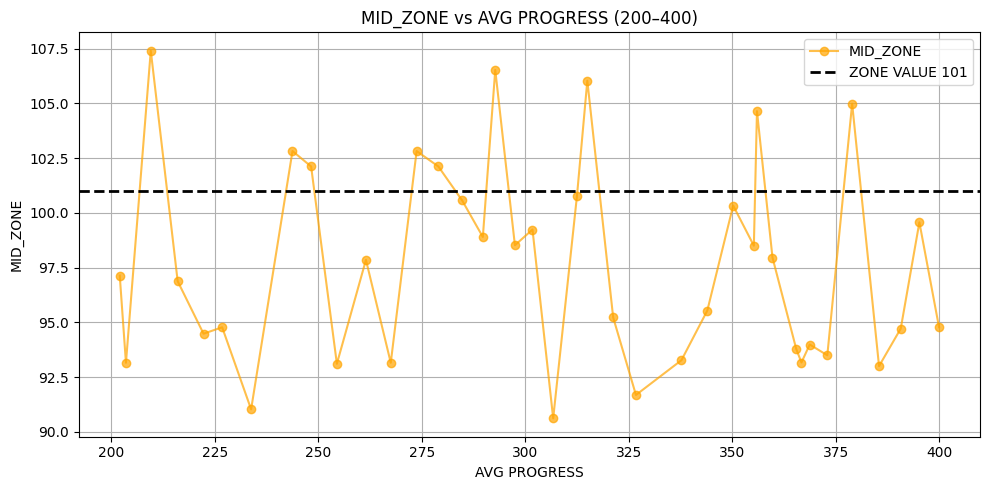 MID_ZONE vs AVG PROGRESS (200–400)
MID_ZONE
ZONE VALUE 101
107.5
105.0
102.5
100.0
97.5
95.0
92.5
90.0
MID_ZONE
200 225 250 275 300 325 350 375 400
AVG PROGRESS